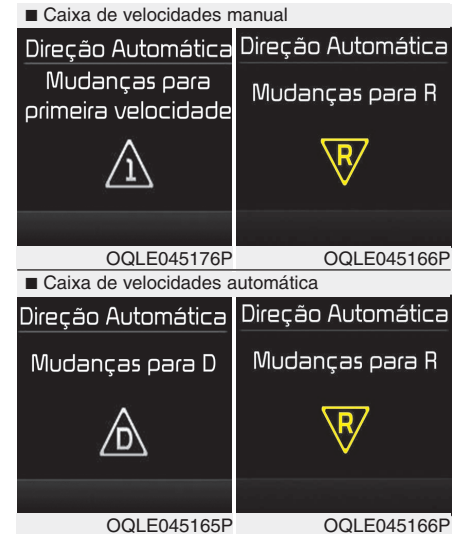 ■ Caixa de velocidades manual
Direção Automática
Mudanças para
primeira velocidade
1
OQLE045176P
Direção Automática
Mudanças para R
R
OQLE045166P
■ Caixa de velocidades automática
Direção Automática
Mudanças para D
D
OQLE045165P
Direção Automática
Mudanças para R
R
OQLE045166P